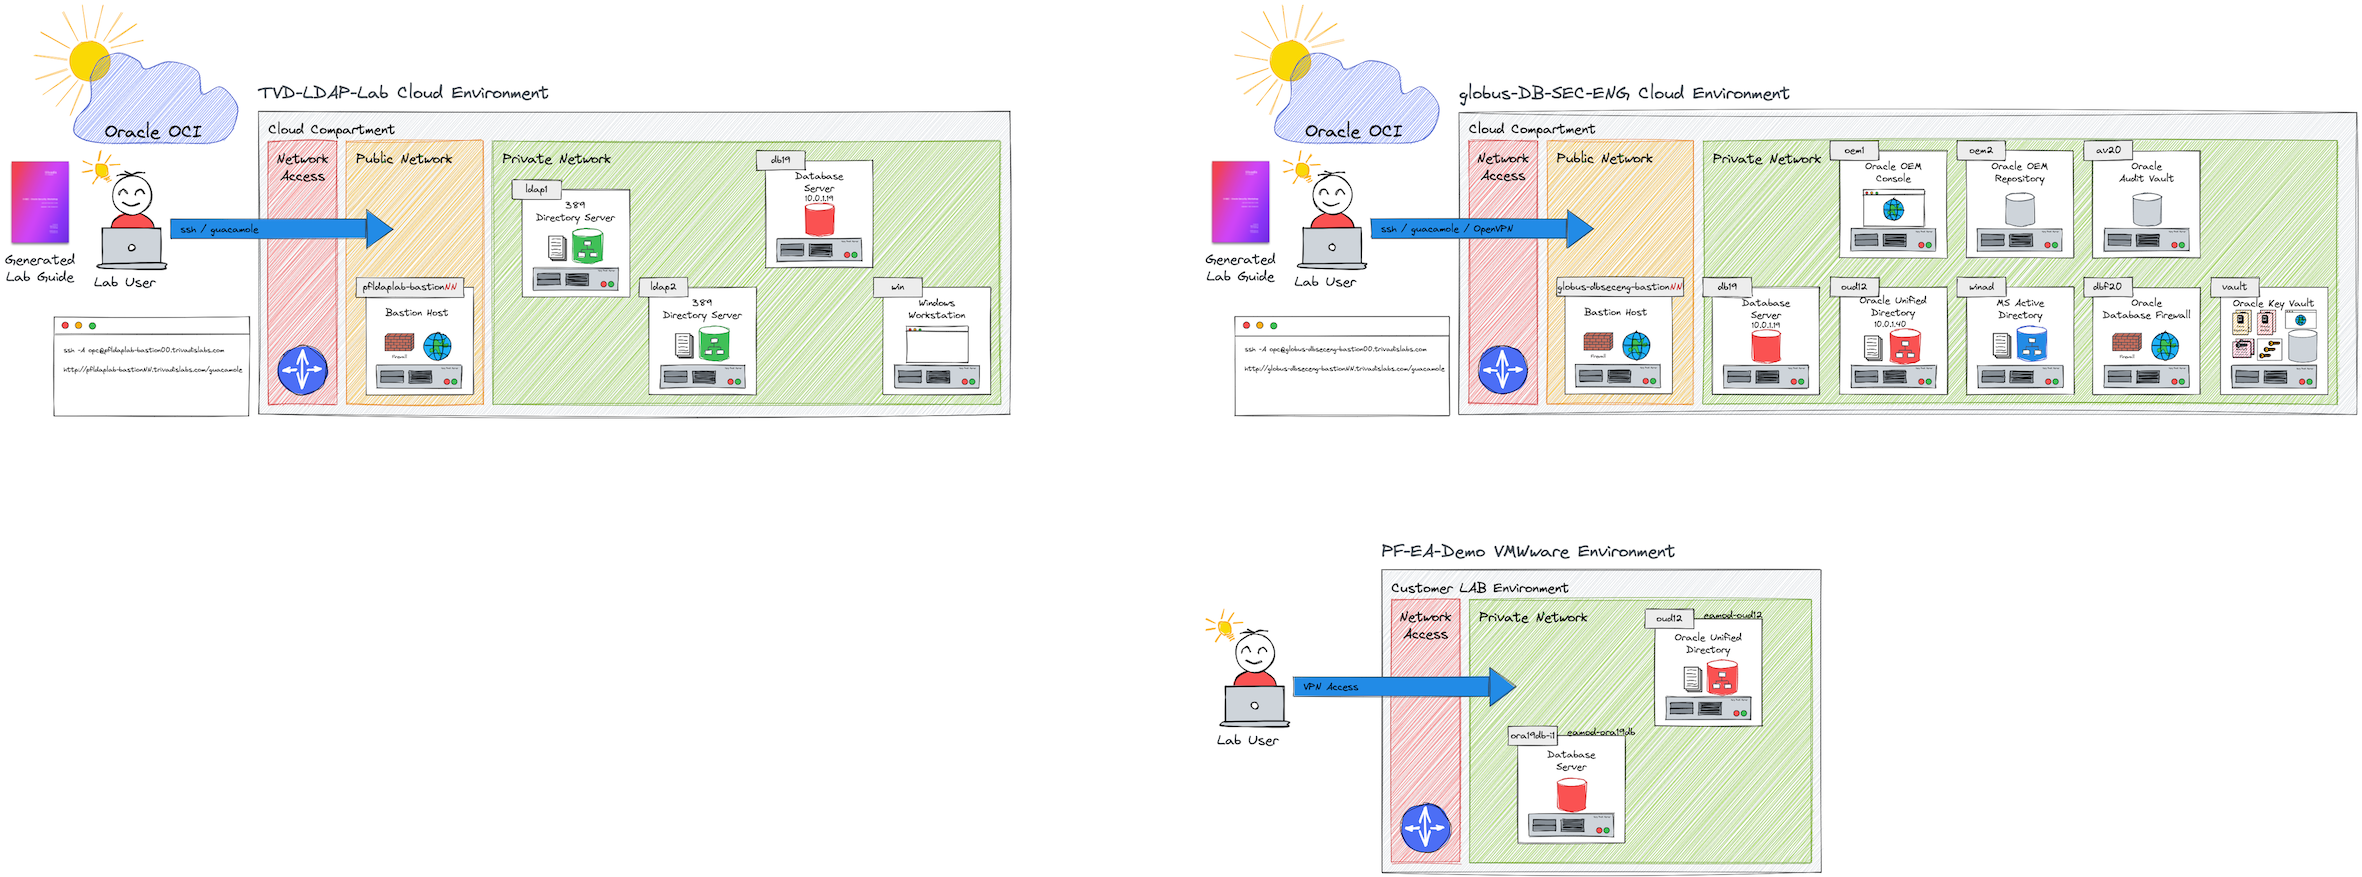 TVD-LDAP-Lab Cloud Environment
Oracle OCI
Cloud Compartment
Network
Access
Public Network
Private Network
Generated
Lab Guide
Lab User
ssh / guacamole
ssh -A opc@pfldaplab-bastion00.trivadislabs.com
http://pfldaplab-bastionNN.trivadislabs.com/guacamole
pfldaplab-bastionNN
Bastion Host
Firewall
ldap1
389
Directory Server
ldap2
389
Directory Server
db19
Database
Server
10.0.1.19
win
Windows
Workstation
globus-DB-SEC-ENG Cloud Environment
Oracle OCI
Cloud Compartment
Network
Access
Public Network
Private Network
Generated
Lab Guide
Lab User
ssh / guacamole / OpenVPN
ssh -A opc@globus-dbseceng-bastion00.trivadislabs.com
http://globus-dbseceng-bastionNN.trivadislabs.com/guacamole
globus-dbseceng-bastionNN
Bastion Host
Firewall
oem1
Oracle OEM
Console
oem2
Oracle OEM
Repository
av20
Oracle
Audit Vault
db19
Database
Server
10.0.1.19
oud12
Oracle Unified
Directory
10.0.1.40
winad
MS Active
Directory
dbf20
Oracle
Database Firewall
Firewall
vault
Oracle Key Vault
PF-EA-Demo VMWware Environment
Customer LAB Environment
Network
Access
Private Network
VPN Access
Lab User
oud12
eamod-oud12
Oracle Unified
Directory
ora19db-i1
eamod-ora19db
Database
Server